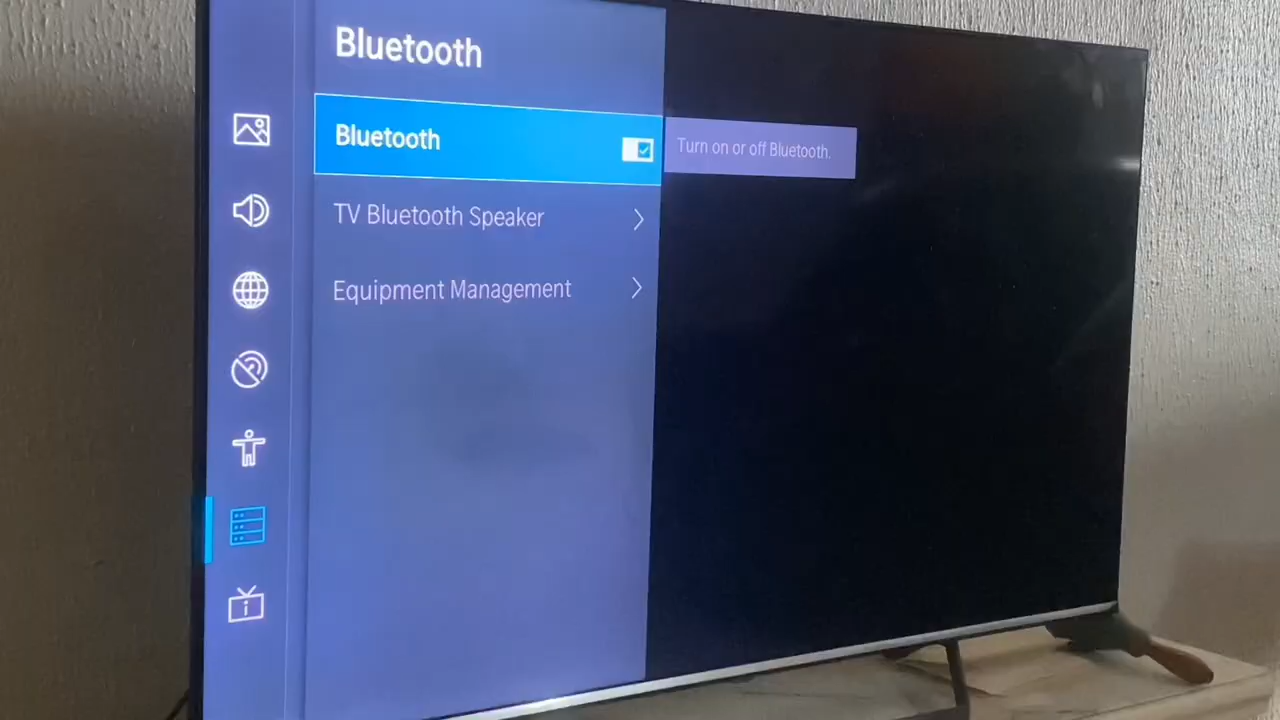 Bluetooth
Bluetooth
Turn on or off Bluetooth.
TV Bluetooth Speaker
Equipment Management